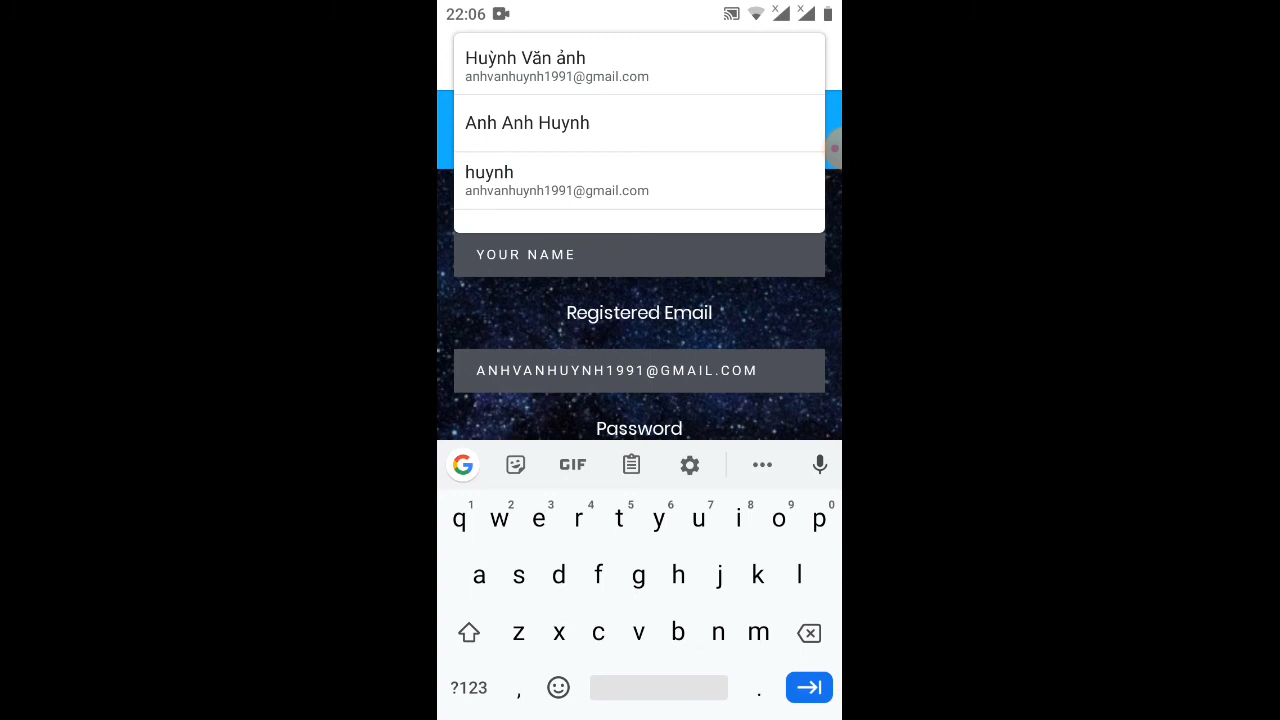 22:06
Huỳnh Văn ảnh
anhvanhuynh1991@gmail.com
Anh Anh Huynh
huynh
anhvanhuynh1991@gmail.com
YOUR NAME
Registered Email
ANHVANHUYNH1991@GMAIL.COM
Password
G GIF
1 2 3 4 5 6 7 8 9 0
q w e r t y u i o p
a s d f g h j k l
z x c v b n m
?123 , .